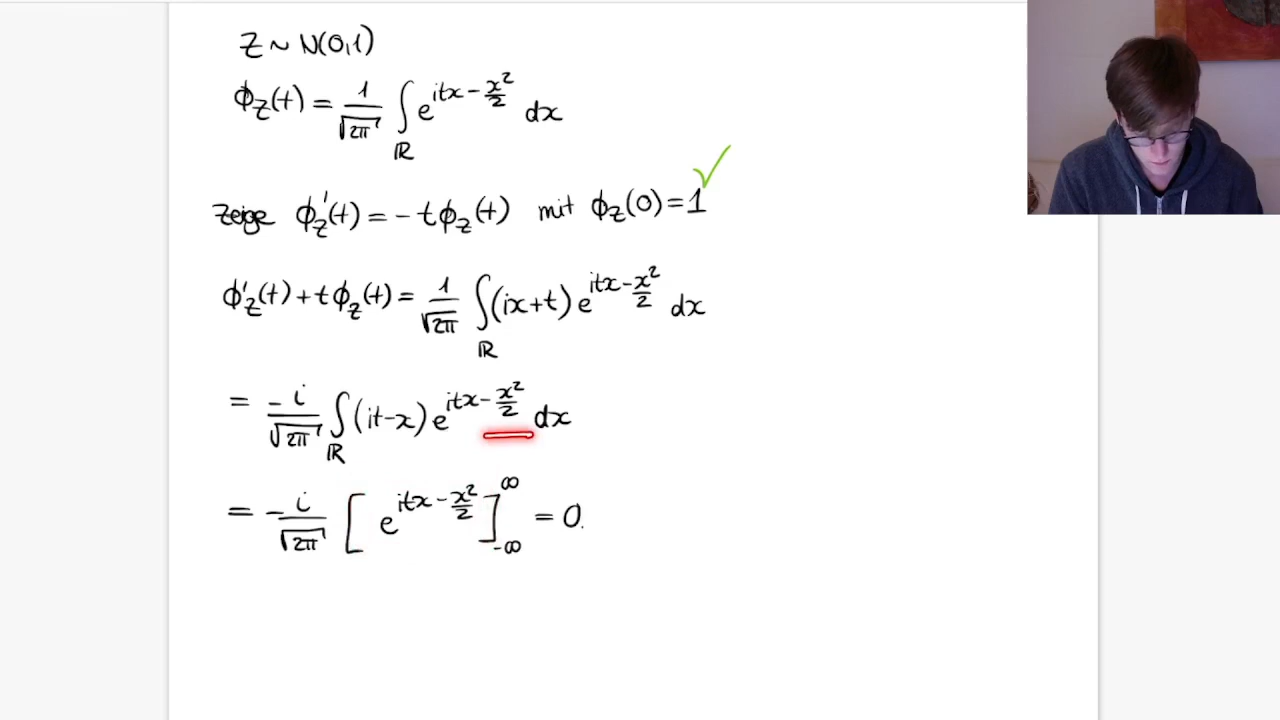 Z ~ N(0,1)
ϕ_Z(t) = 1/√2π ∫_ℝ e^{itx - x²/2} dx
Zeige ϕ'_Z(t) = - t ϕ_Z(t) mit ϕ_Z(0) = 1 ✓
ϕ'_Z(t) + t ϕ_Z(t) = 1/√2π ∫_ℝ (ix+t) e^{itx - x²/2} dx
= -i/√2π ∫_ℝ (it-x) e^{itx - x²/2} dx
= -i/√2π [ e^{itx - x²/2} ]_{-∞}^{∞} = 0.